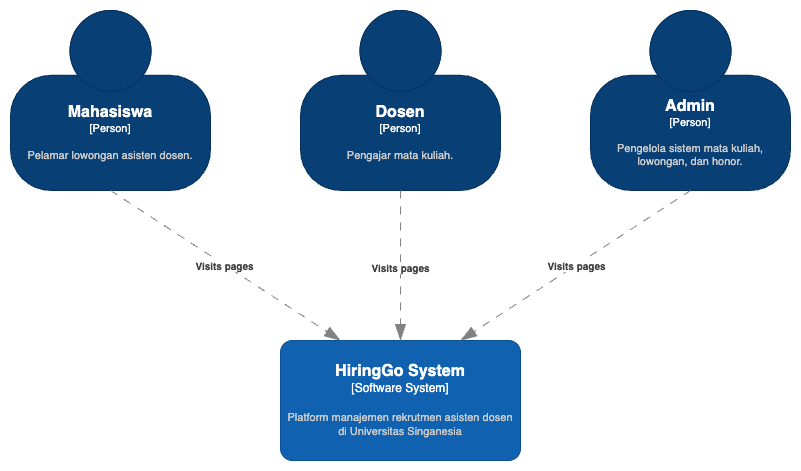 Mahasiswa
[Person]
Pelamar lowongan asisten dosen.
Dosen
[Person]
Pengajar mata kuliah.
Admin
[Person]
Pengelola sistem mata kuliah,
lowongan, dan honor.
Visits pages
Visits pages
Visits pages
HiringGo System
[Software System]
Platform manajemen rekrutmen asisten dosen
di Universitas Singanesia